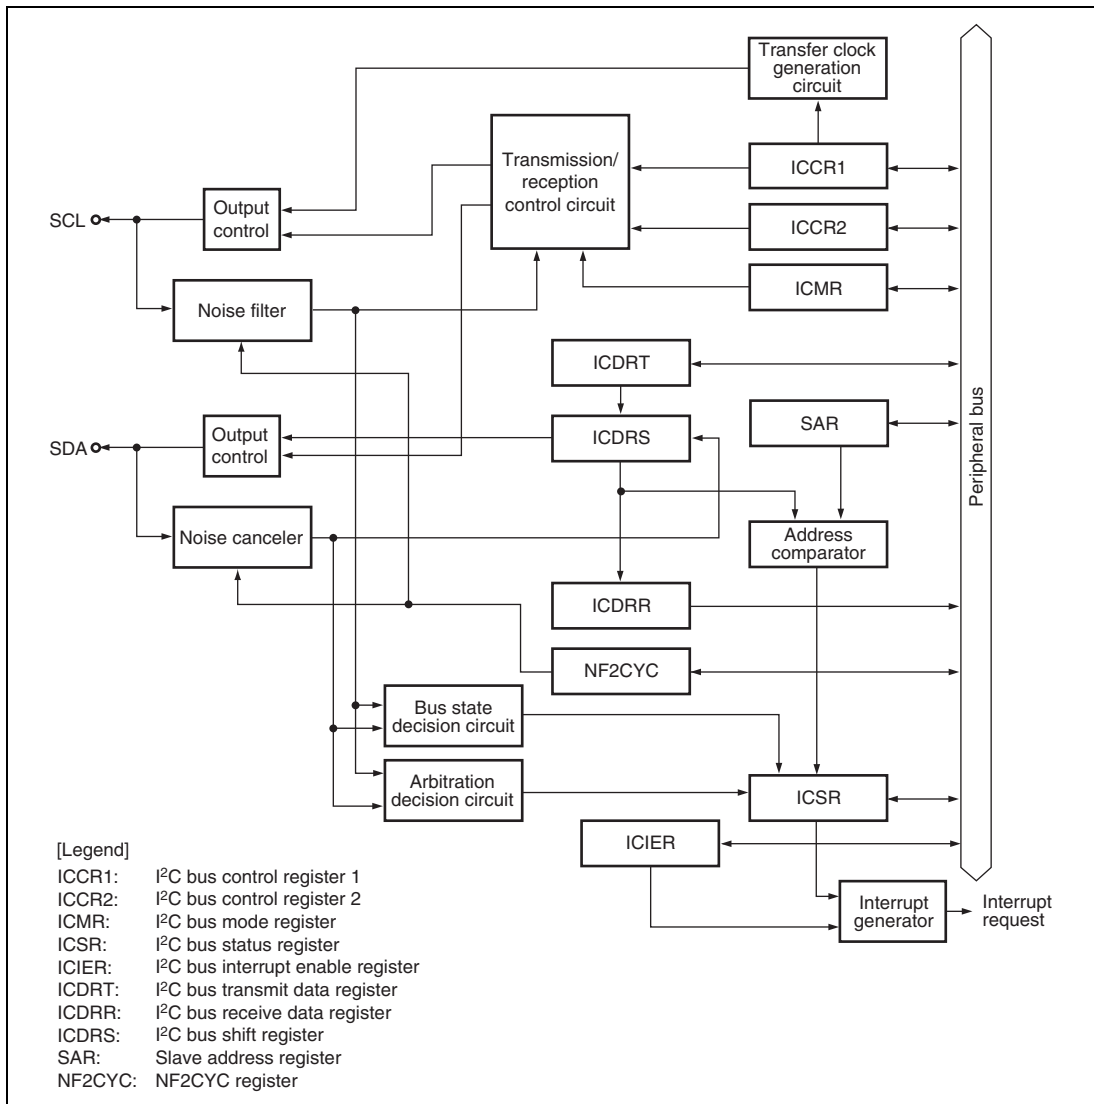 Transfer clock
generation
circuit
Transmission/
reception
control circuit
ICCR1
Output
control
SCL
ICCR2
ICMR
Noise filter
ICDRT
SAR
Output
control
ICDRS
SDA
Peripheral bus
Noise canceler
Address
comparator
ICDRR
NF2CYC
Bus state
decision circuit
Arbitration
decision circuit
ICSR
ICIER
Interrupt
generator
Interrupt
request
[Legend]
ICCR1: I²C bus control register 1
ICCR2: I²C bus control register 2
ICMR: I²C bus mode register
ICSR: I²C bus status register
ICIER: I²C bus interrupt enable register
ICDRT: I²C bus transmit data register
ICDRR: I²C bus receive data register
ICDRS: I²C bus shift register
SAR: Slave address register
NF2CYC: NF2CYC register